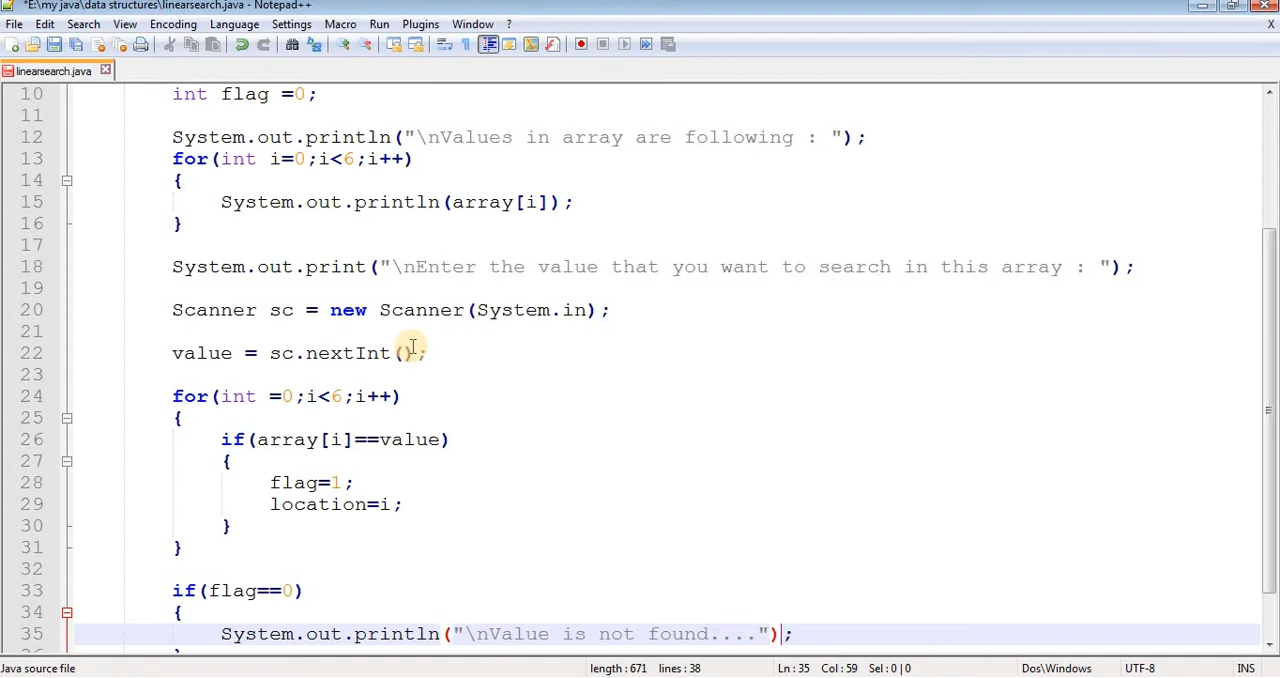 *E:\my java\data structures\linearsearch.java - Notepad++
File Edit Search View Encoding Language Settings Macro Run Plugins Window ? X
linearsearch.java
10 int flag =0;
11
12 System.out.println("\nValues in array are following : ");
13 for(int i=0;i<6;i++)
14 {
15 System.out.println(array[i]);
16 }
17
18 System.out.print("\nEnter the value that you want to search in this array : ");
19
20 Scanner sc = new Scanner(System.in);
21
22 value = sc.nextInt();
23
24 for(int =0;i<6;i++)
25 {
26 if(array[i]==value)
27 {
28 flag=1;
29 location=i;
30 }
31 }
32
33 if(flag==0)
34 {
35 System.out.println("\nValue is not found....");
Java source file length : 671 lines : 38 Ln : 35 Col : 59 Sel : 0 | 0 Dos\Windows UTF-8 INS